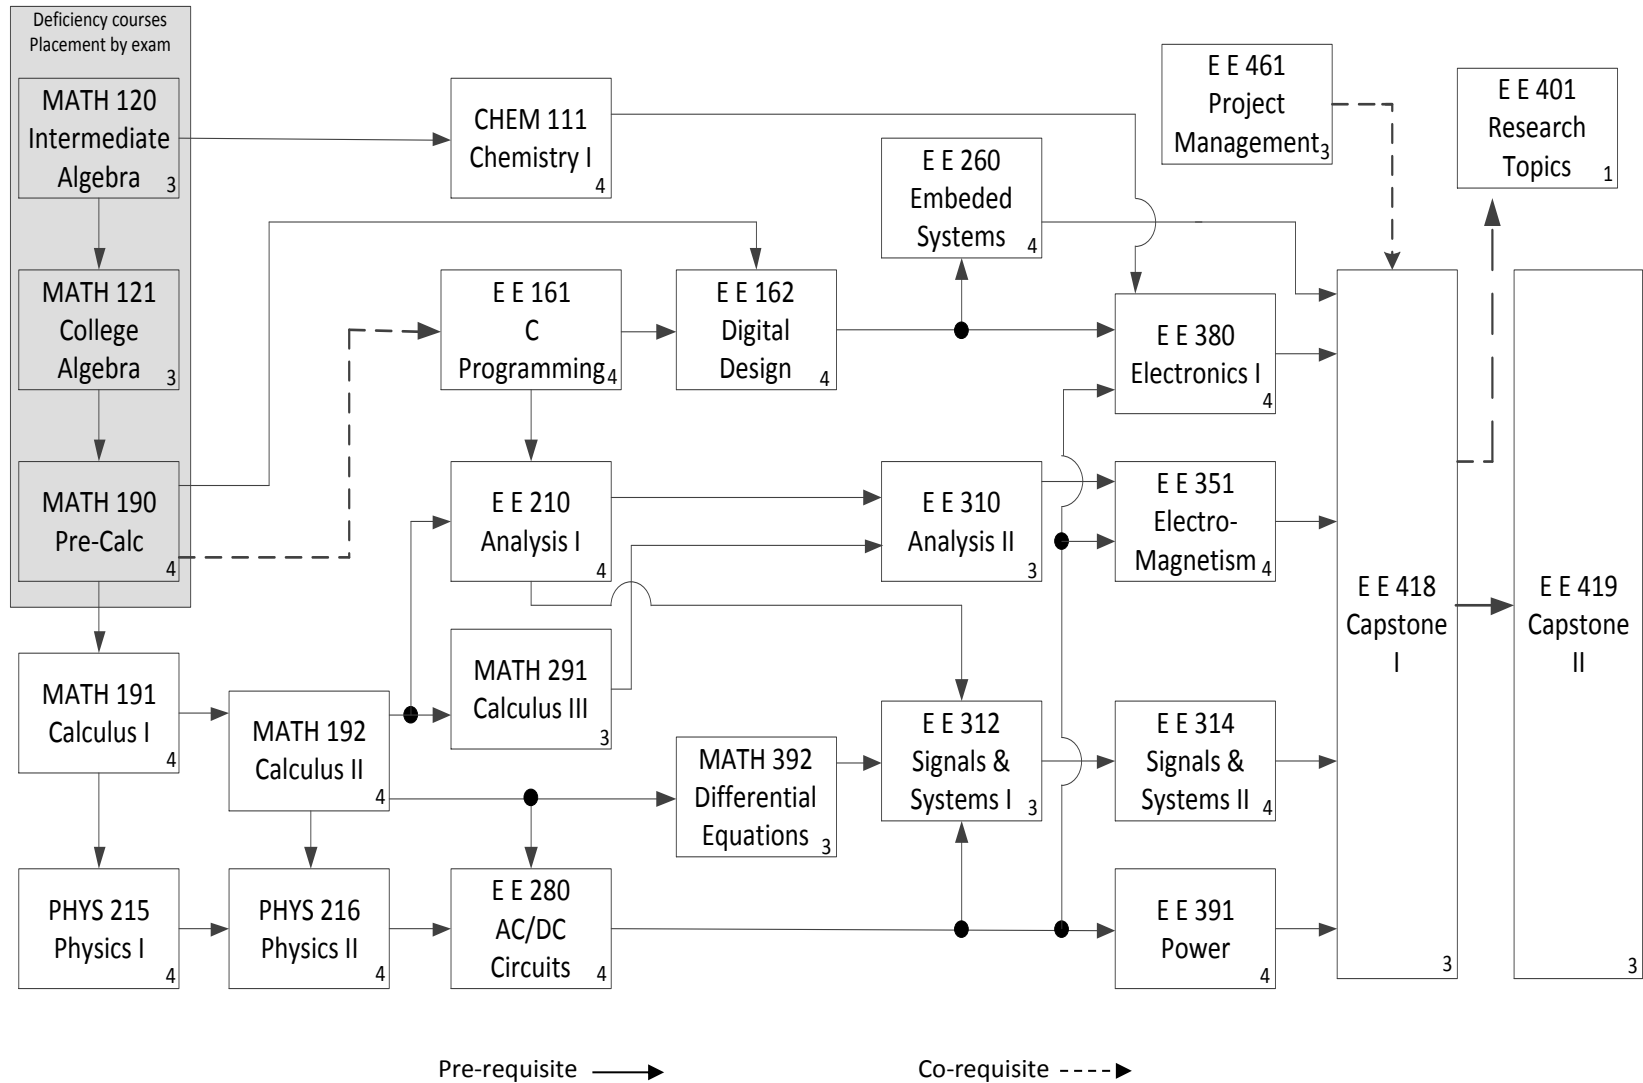 Deficiency courses
Placement by exam
MATH 120
Intermediate
Algebra
3
MATH 121
College
Algebra
3
MATH 190
Pre-Calc
4
MATH 191
Calculus I
4
PHYS 215
Physics I
4
MATH 192
Calculus II
4
PHYS 216
Physics II
4
CHEM 111
Chemistry I
4
E E 161
C
Programming
4
E E 210
Analysis I
4
MATH 291
Calculus III
3
E E 280
AC/DC
Circuits
4
E E 162
Digital
Design
4
MATH 392
Differential
Equations
3
E E 260
Embeded
Systems
4
E E 310
Analysis II
3
E E 312
Signals &
Systems I
3
E E 461
Project
Management
3
E E 380
Electronics I
4
E E 351
Electro-
Magnetism
4
E E 314
Signals &
Systems II
4
E E 391
Power
4
E E 418
Capstone
I
3
E E 401
Research
Topics
1
E E 419
Capstone
II
3
Pre-requisite
Co-requisite